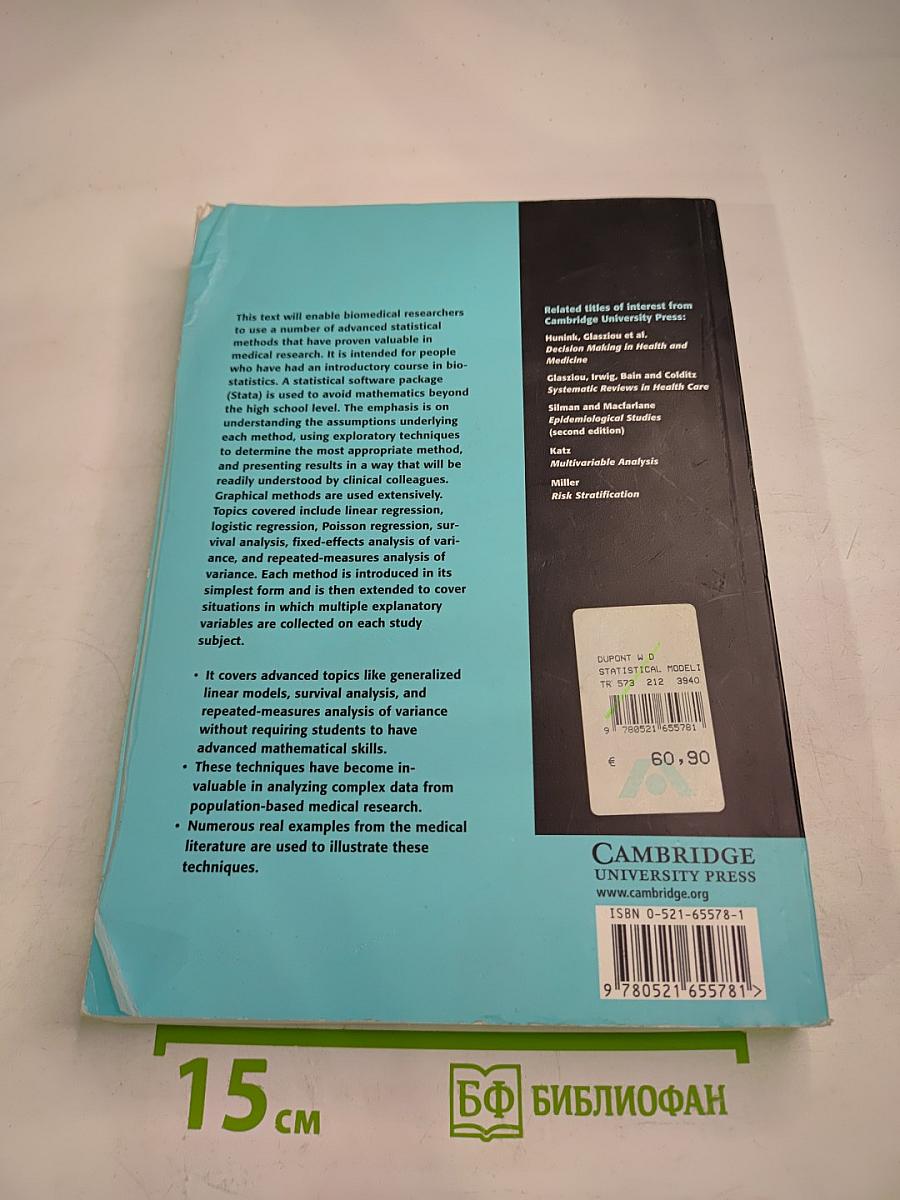 This text will enable biomedical researchers
to use a number of advanced statistical
methods that have proven valuable in
medical research. It is intended for people
who have had an introductory course in bio-
statistics. A statistical software package
(Stata) is used to avoid mathematics beyond
the high school level. The emphasis is on
understanding the assumptions underlying
each method, using exploratory techniques
to determine the most appropriate method,
and presenting results in a way that will be
readily understood by clinical colleagues.
Graphical methods are used extensively.
Topics covered include linear regression,
logistic regression, Poisson regression, sur-
vival analysis, fixed-effects analysis of vari-
ance, and repeated-measures analysis of
variance. Each method is introduced in its
simplest form and is then extended to cover
situations in which multiple explanatory
variables are collected on each study
subject.
• It covers advanced topics like generalized
linear models, survival analysis, and
repeated-measures analysis of variance
without requiring students to have
advanced mathematical skills.
• These techniques have become in-
valuable in analyzing complex data from
population-based medical research.
• Numerous real examples from the medical
literature are used to illustrate these
techniques.
Related titles of interest from
Cambridge University Press:
Hunink, Glasziou et al.
Decision Making in Health and
Medicine
Glasziou, Irwig, Bain and Colditz
Systematic Reviews in Health Care
Silman and Macfarlane
Epidemiological Studies
(second edition)
Katz
Multivariable Analysis
Miller
Risk Stratification
DUPONT W D
STATISTICAL MODELI
TR 573 212 3940
9 780521 655781
€ 60,90
CAMBRIDGE
UNIVERSITY PRESS
www.cambridge.org
ISBN 0-521-65578-1
9 780521 655781 >
15 см
БФ БИБЛИОФАН